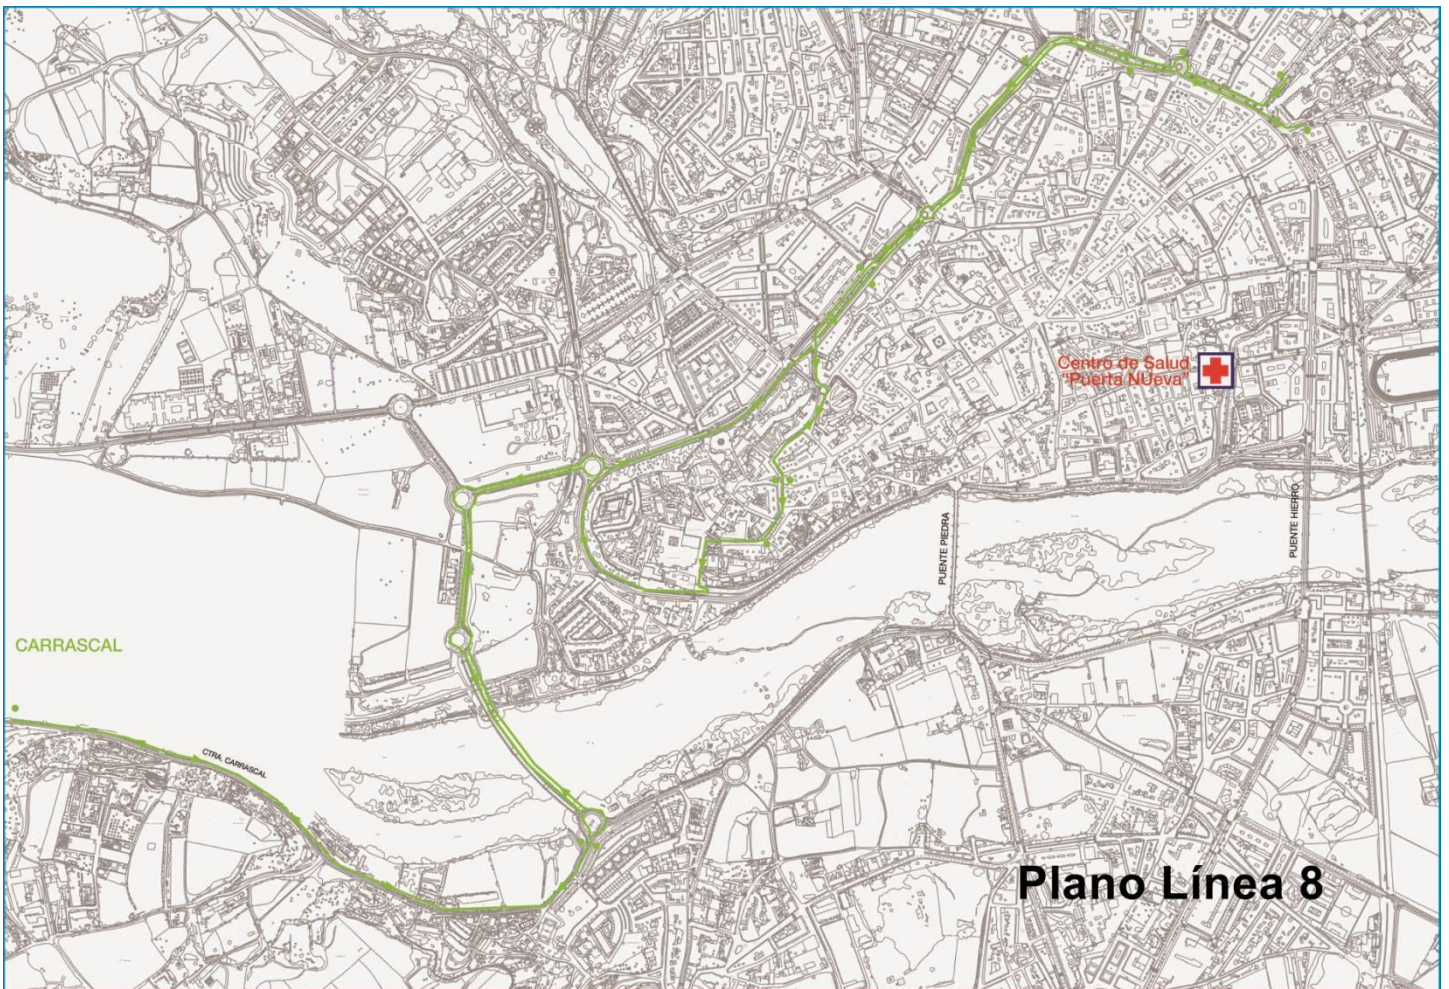 Centro de Salud
"Puerta NUeva"
PUENTE PIEDRA
PUENTE HIERRO
CARRASCAL
CTRA. CARRASCAL
Plano Línea 8